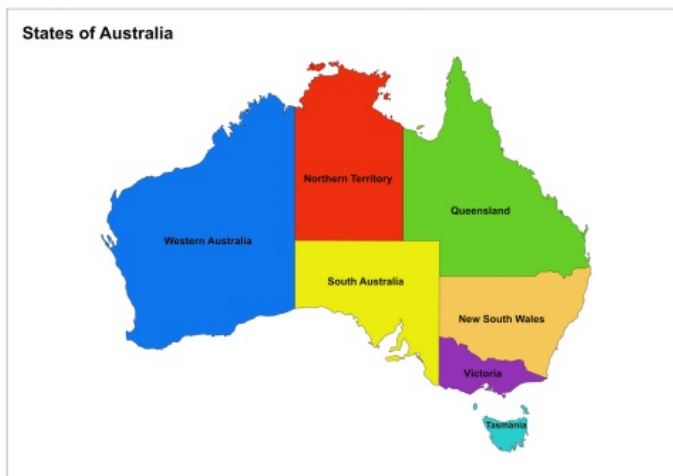 States of Australia
Northern Territory
Queensland
Western Australia
South Australia
New South Wales
Victoria
Tasmania